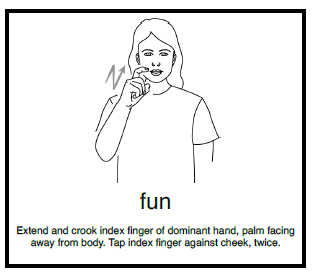 fun
Extend and crook index finger of dominant hand, palm facing
away from body. Tap index finger against cheek, twice.